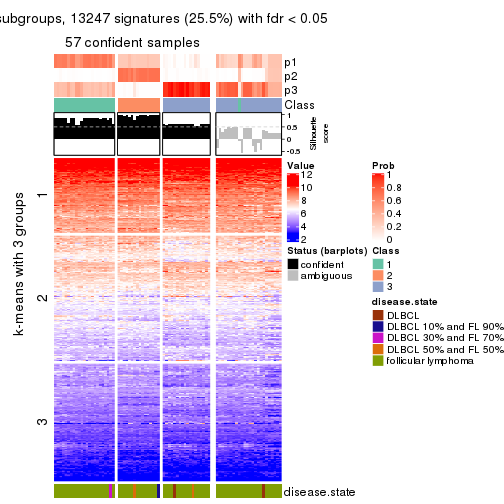 subgroups, 13247 signatures (25.5%) with fdr < 0.05
57 confident samples
p1
p2
p3
Class
1
0.5
0
-0.5
Silhouette
score
k-means with 3 groups
1
2
3
disease.state
Value
12
10
8
6
4
2
Prob
1
0.8
0.6
0.4
0.2
0
Status (barplots)
confident
ambiguous
Class
1
2
3
disease.state
DLBCL
DLBCL 10% and FL 90%
DLBCL 30% and FL 70%
DLBCL 50% and FL 50%
follicular lymphoma